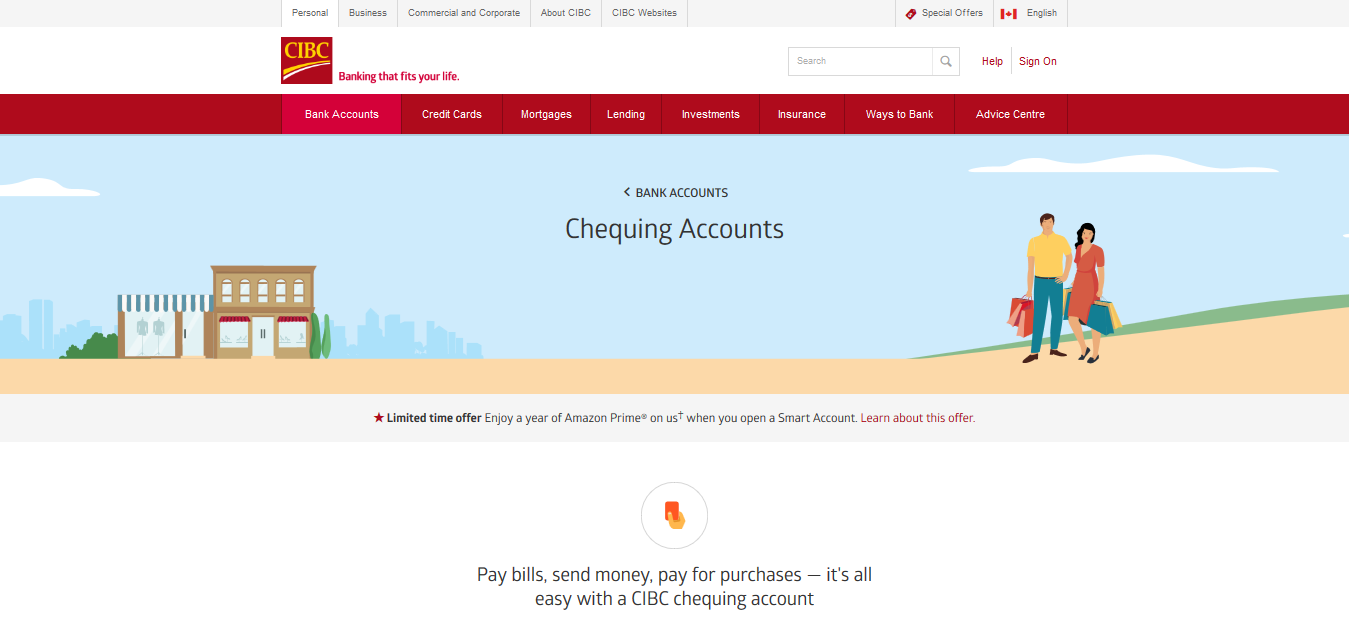 Personal
Business
Commercial and Corporate
About CIBC
CIBC Websites
Special Offers
English
CIBC
Banking that fits your life.
Search
Help
Sign On
Bank Accounts
Credit Cards
Mortgages
Lending
Investments
Insurance
Ways to Bank
Advice Centre
< BANK ACCOUNTS
Chequing Accounts
★ Limited time offer Enjoy a year of Amazon Prime® on us† when you open a Smart Account. Learn about this offer.
Pay bills, send money, pay for purchases — it's all
easy with a CIBC chequing account